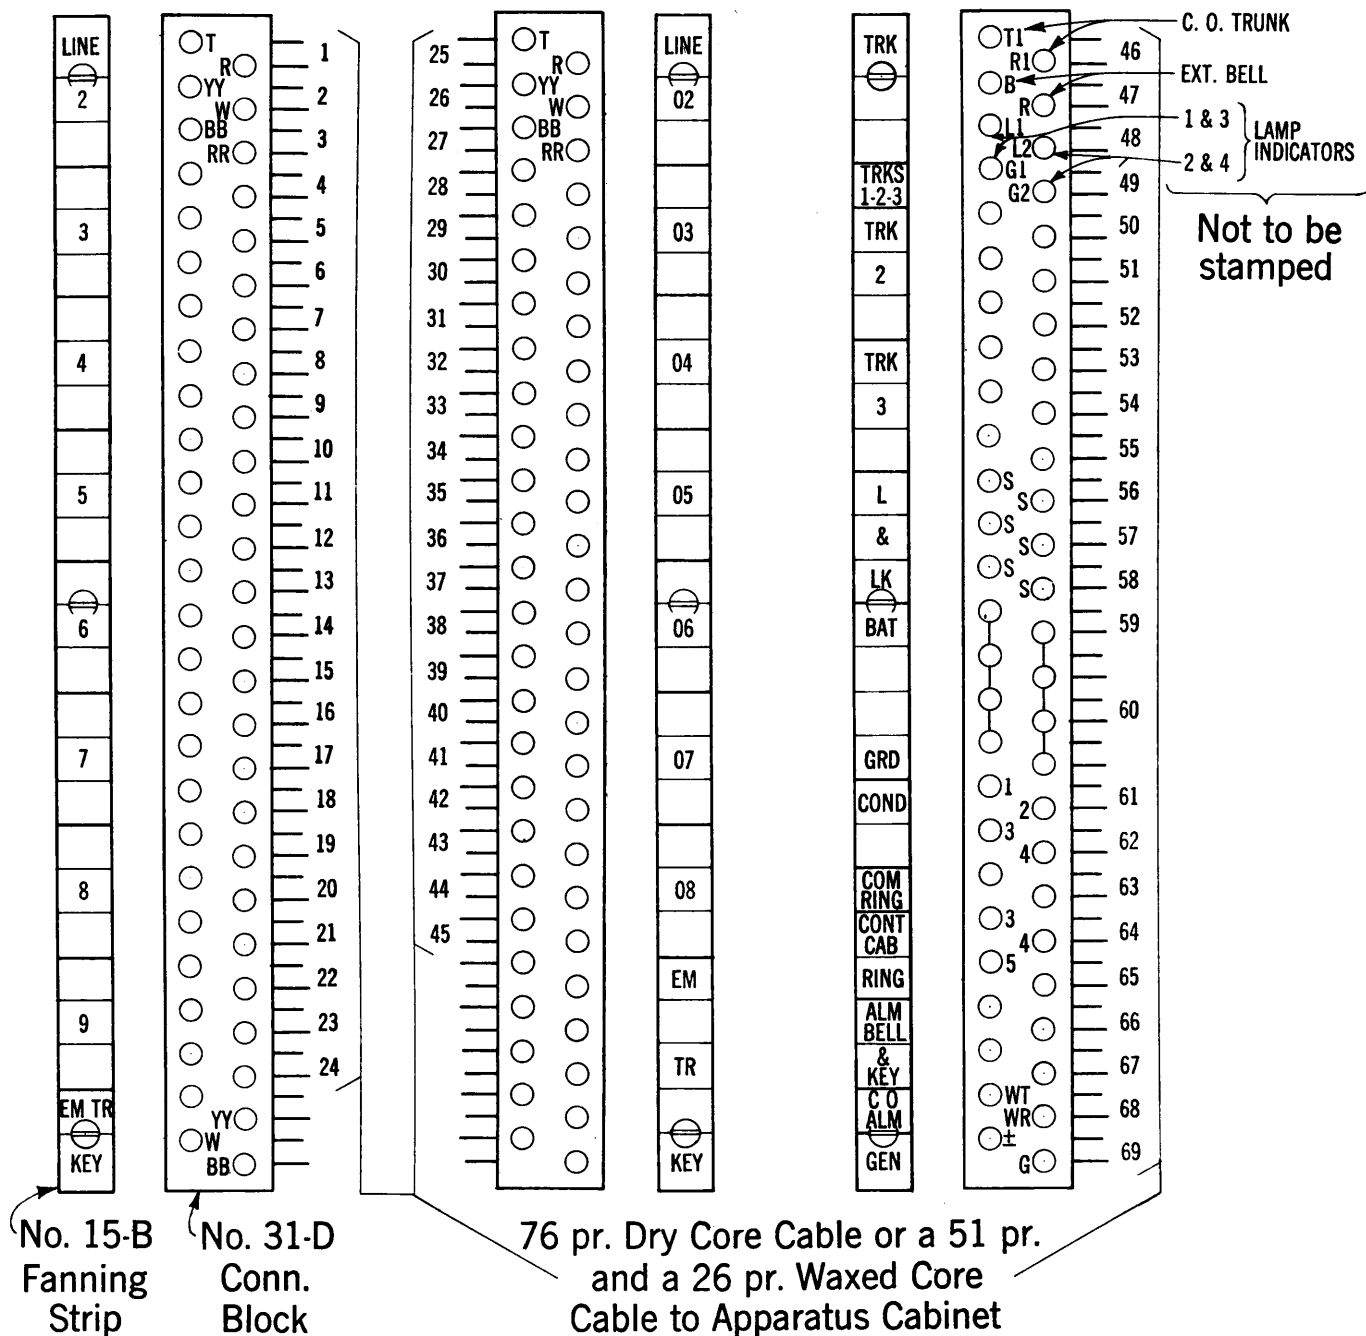 LINE
2
3
4
5
6
7
8
9
EM TR
KEY
T
R
YY
W
BB
RR
YY
W
BB
1
2
3
4
5
6
7
8
9
10
11
12
13
14
15
16
17
18
19
20
21
22
23
24
25
26
27
28
29
30
31
32
33
34
35
36
37
38
39
40
41
42
43
44
45
T
R
YY
W
BB
RR
LINE
02
03
04
05
06
07
08
EM
TR
KEY
TRK
TRKS
1-2-3
TRK
2
TRK
3
L
&
LK
BAT
GRD
COND
COM
RING
CONT
CAB
RING
ALM
BELL
&
KEY
C O
ALM
GEN
T1
R1
B
R
L1
L2
G1
G2
S
S
S
S
S
S
1
2
3
4
3
4
5
WT
WR
±
G
46
47
48
49
50
51
52
53
54
55
56
57
58
59
60
61
62
63
64
65
66
67
68
69
C. O. TRUNK
EXT. BELL
1 & 3
2 & 4
LAMP
INDICATORS
Not to be
stamped
No. 15-B
Fanning
Strip
No. 31-D
Conn.
Block
76 pr. Dry Core Cable or a 51 pr.
and a 26 pr. Waxed Core
Cable to Apparatus Cabinet